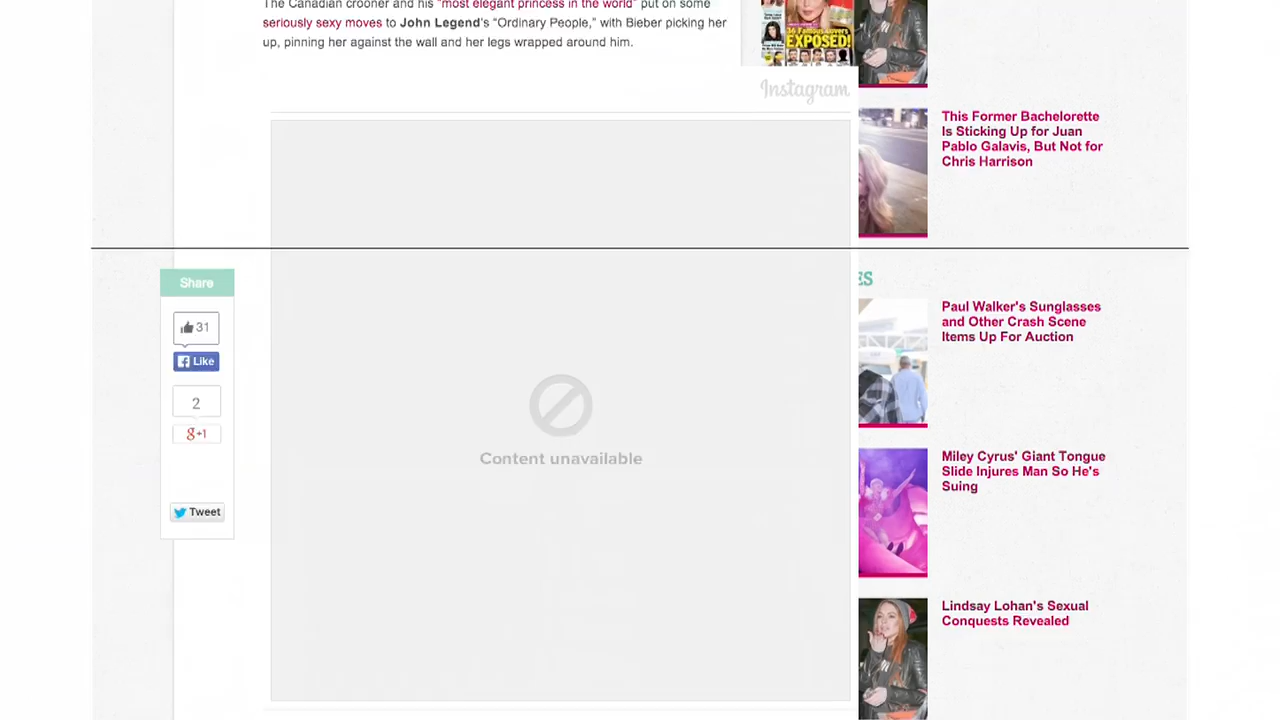 The Canadian crooner and his “most elegant princess in the world” put on some
seriously sexy moves to John Legend’s “Ordinary People,” with Bieber picking her
up, pinning her against the wall and her legs wrapped around him.
EXPOSED!
Instagram
This Former Bachelorette
Is Sticking Up for Juan
Pablo Galavis, But Not for
Chris Harrison
Share
31
Like
2
g+1
Tweet
Content unavailable
ES
Paul Walker's Sunglasses
and Other Crash Scene
Items Up For Auction
Miley Cyrus' Giant Tongue
Slide Injures Man So He's
Suing
Lindsay Lohan's Sexual
Conquests Revealed